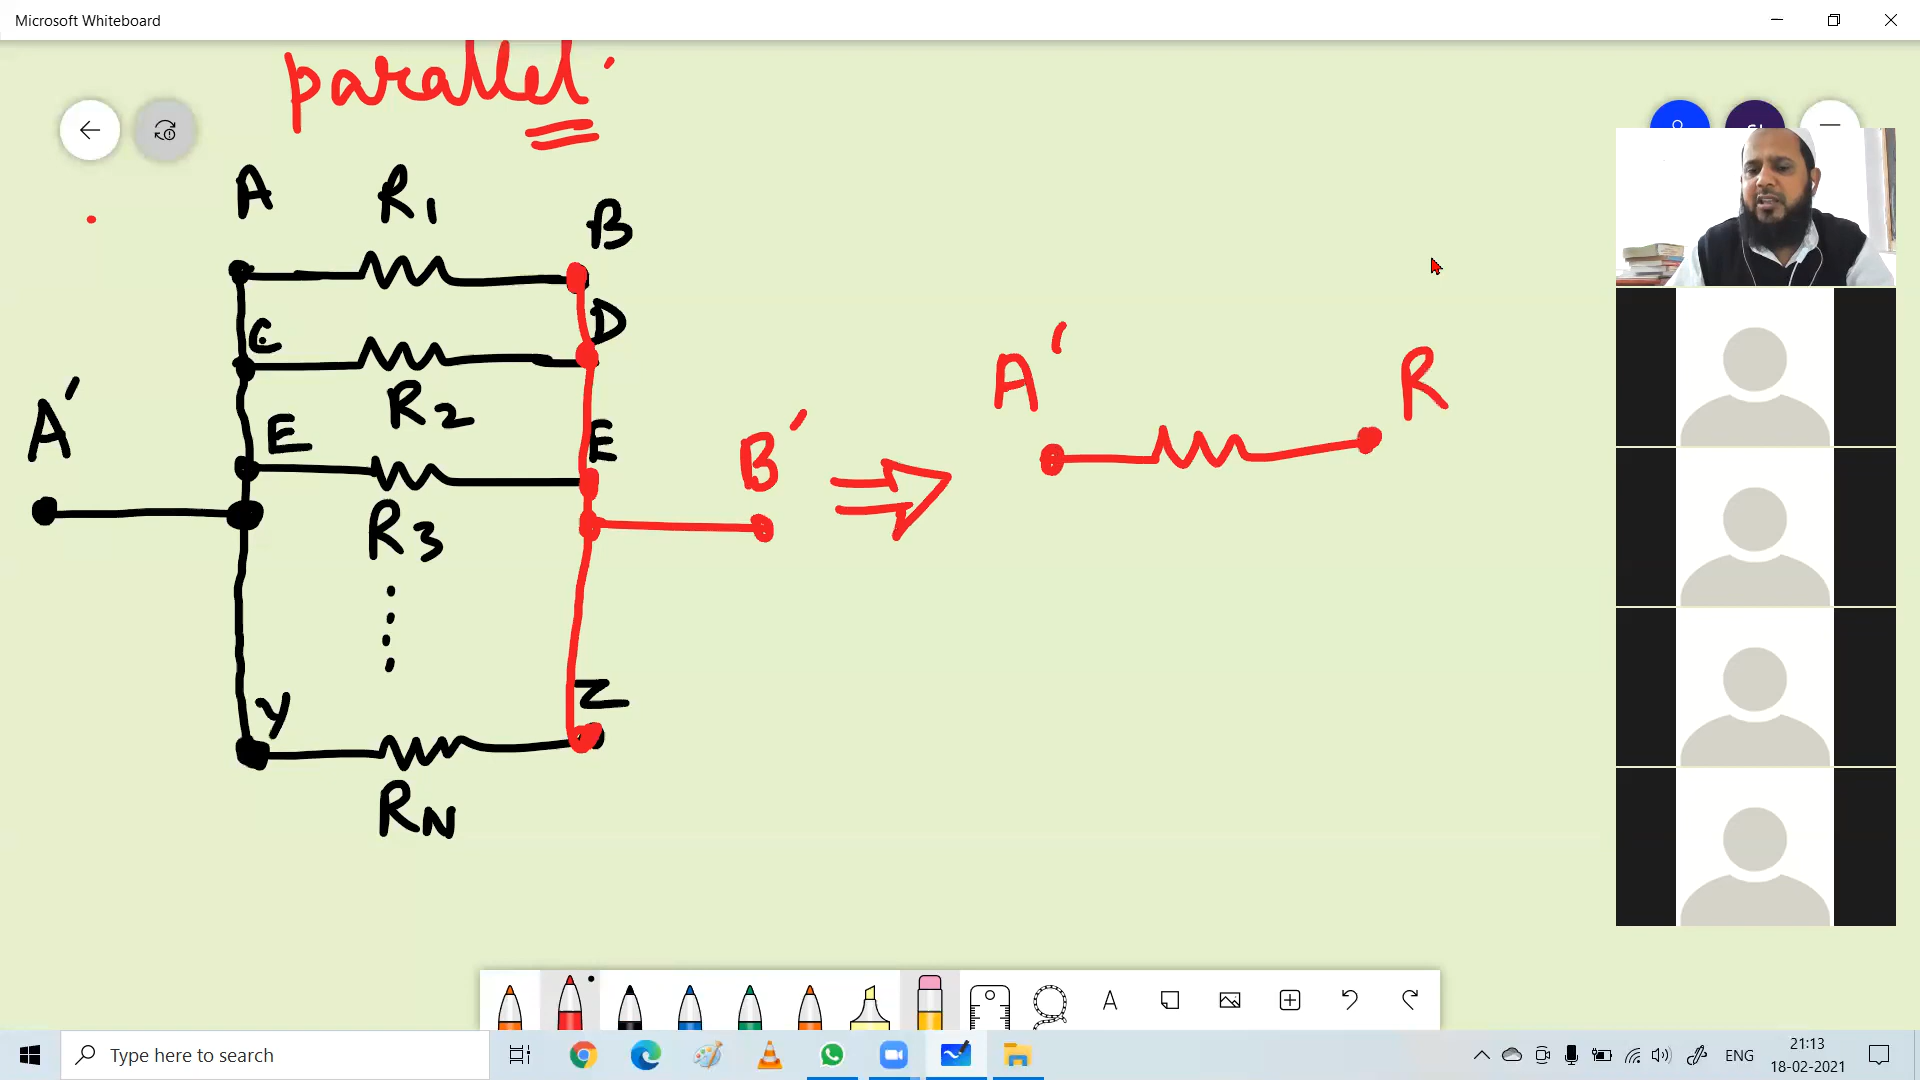 Microsoft Whiteboard
parallel.
A R1 B
C D
R2
A' E E
B' A' R
R3
Y Z
RN
Type here to search
ENG
21:13
18-02-2021